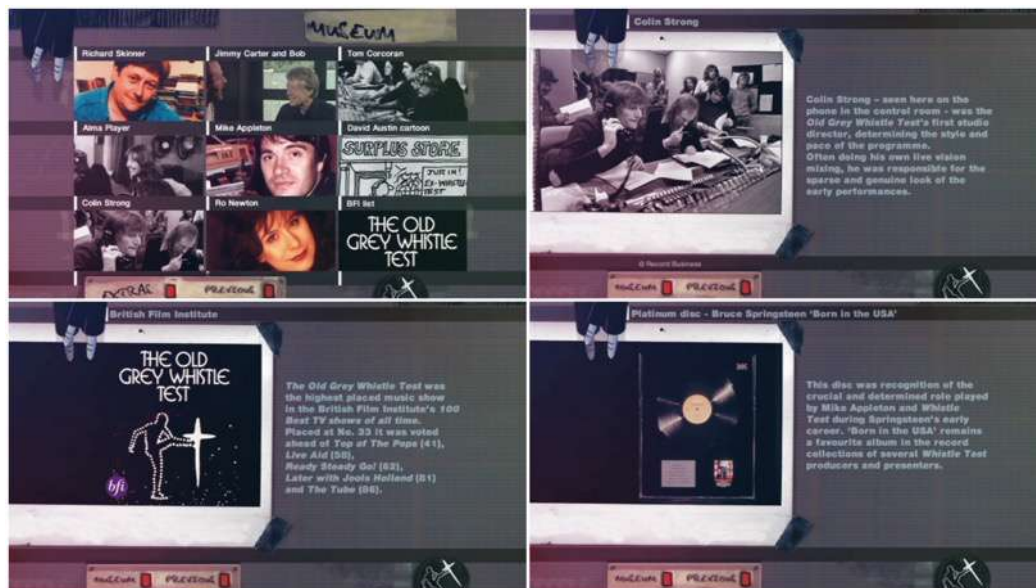 MUSEUM
Richard Skinner
Jimmy Carter and Bob
Tom Corcoran
Alma Player
Mike Appleton
David Austin cartoon
SURPLUS STORE
JUST IN!
EX-WHISTLE
TEST
Colin Strong
Ro Newton
BFI list
THE OLD
GREY WHISTLE
TEST
EXTRAS
PREVIOUS
Colin Strong
Colin Strong – seen here on the
phone in the control room - was the
Old Grey Whistle Test's first studio
director, determining the style and
pace of the programme.
Often doing his own live vision
mixing, he was responsible for the
sparse and genuine look of the
early performances.
© Record Business
MUSEUM
PREVIOUS
British Film Institute
THE OLD
GREY WHISTLE
TEST
bfi
The Old Grey Whistle Test was
the highest placed music show
in the British Film Institute's 100
Best TV shows of all time.
Placed at No. 33 it was voted
ahead of Top of The Pops (41),
Live Aid (50),
Ready Steady Go! (62),
Later with Jools Holland (81)
and The Tube (86).
MUSEUM
PREVIOUS
Platinum disc - Bruce Springsteen 'Born in the USA'
This disc was recognition of the
crucial and determined role played
by Mike Appleton and Whistle
Test during Springsteen's early
career. 'Born in the USA' remains
a favourite album in the record
collections of several Whistle Test
producers and presenters.
MUSEUM
PREVIOUS